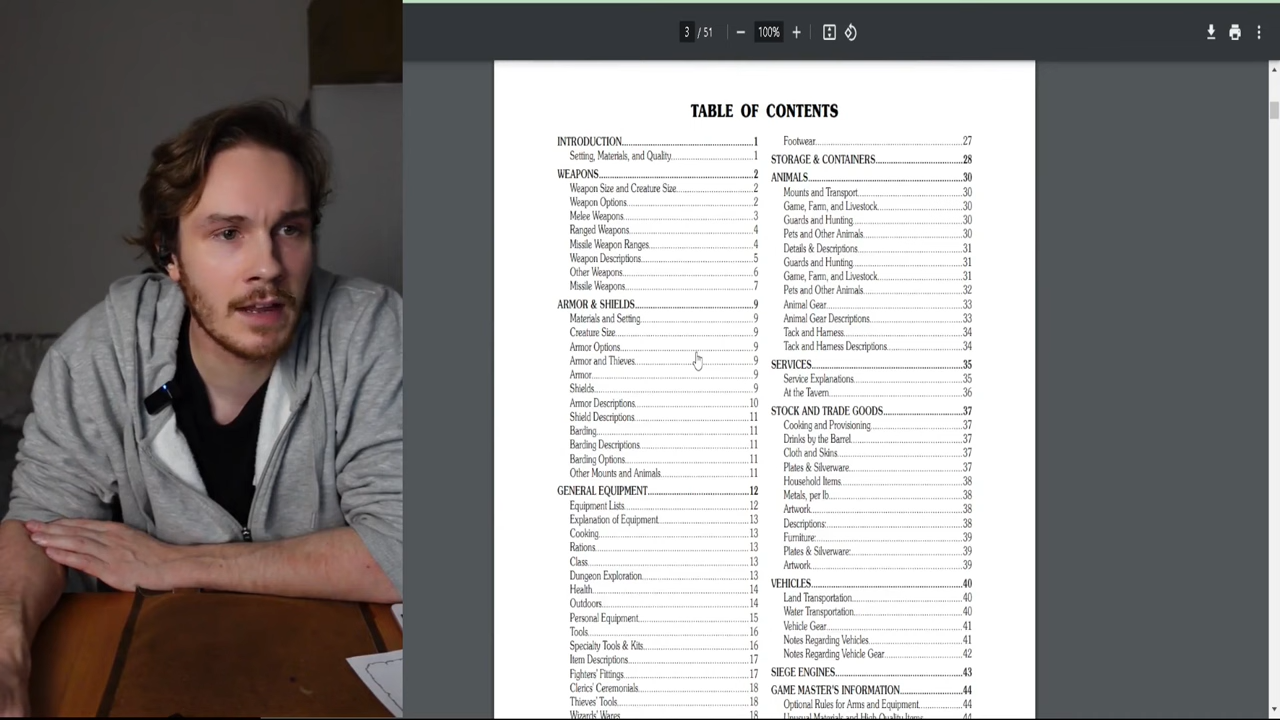 3 / 51
100%
TABLE OF CONTENTS
INTRODUCTION 1
Setting, Materials, and Quality 1
WEAPONS 2
Weapon Size and Creature Size 2
Weapon Options 2
Melee Weapons 3
Ranged Weapons 4
Missile Weapon Ranges 4
Weapon Descriptions 5
Other Weapons 6
Missile Weapons 7
ARMOR & SHIELDS 9
Materials and Setting 9
Creature Size 9
Armor Options 9
Armor and Thieves 9
Armor 9
Shields 9
Armor Descriptions 10
Shield Descriptions 11
Barding 11
Barding Descriptions 11
Barding Options 11
Other Mounts and Animals 11
GENERAL EQUIPMENT 12
Equipment Lists 12
Explanation of Equipment 13
Cooking 13
Rations 13
Class 13
Dungeon Exploration 13
Health 14
Outdoors 14
Personal Equipment 15
Tools 16
Specialty Tools & Kits 16
Item Descriptions 17
Fighters' Fittings 17
Clerics' Ceremonials 18
Thieves' Tools 18
Wizards' Wares 18
Footwear 27
STORAGE & CONTAINERS 28
ANIMALS 30
Mounts and Transport 30
Game, Farm, and Livestock 30
Guards and Hunting 30
Pets and Other Animals 30
Details & Descriptions 31
Guards and Hunting 31
Game, Farm, and Livestock 31
Pets and Other Animals 32
Animal Gear 33
Animal Gear Descriptions 33
Tack and Harness 34
Tack and Harness Descriptions 34
SERVICES 35
Service Explanations 35
At the Tavern 36
STOCK AND TRADE GOODS 37
Cooking and Provisioning 37
Drinks by the Barrel 37
Cloth and Skins 37
Plates & Silverware 37
Household Items 38
Metals, per lb. 38
Artwork 38
Descriptions: 38
Furniture: 39
Plates & Silverware: 39
Artwork 39
VEHICLES 40
Land Transportation 40
Water Transportation 40
Vehicle Gear 41
Notes Regarding Vehicles 41
Notes Regarding Vehicle Gear 42
SIEGE ENGINES 43
GAME MASTER'S INFORMATION 44
Optional Rules for Arms and Equipment 44
Unusual Materials and High Quality Items 44